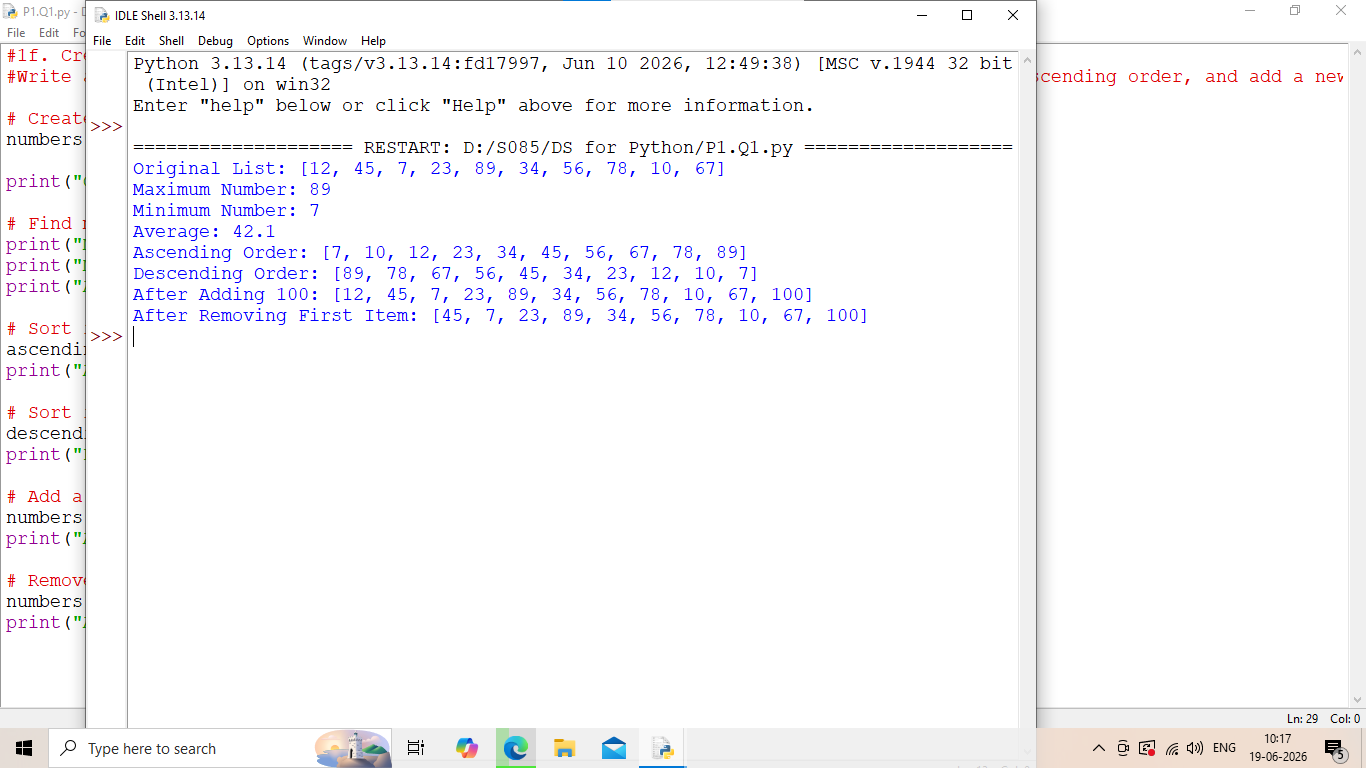 P1.Q1.py - D
File Edit Fo
#1f. Cre
#Write
scending order, and add a new
# Create
numbers
print("
# Find
print("
print("
print("
# Sort
ascendin
print("
# Sort
descend
print("
# Add a
numbers
print("
# Remove
numbers
print("
Ln: 29 Col: 0
IDLE Shell 3.13.14
File Edit Shell Debug Options Window Help
Python 3.13.14 (tags/v3.13.14:fd17997, Jun 10 2026, 12:49:38) [MSC v.1944 32 bit
(Intel)] on win32
Enter "help" below or click "Help" above for more information.
>>>
==================== RESTART: D:/S085/DS for Python/P1.Q1.py ===================
Original List: [12, 45, 7, 23, 89, 34, 56, 78, 10, 67]
Maximum Number: 89
Minimum Number: 7
Average: 42.1
Ascending Order: [7, 10, 12, 23, 34, 45, 56, 67, 78, 89]
Descending Order: [89, 78, 67, 56, 45, 34, 23, 12, 10, 7]
After Adding 100: [12, 45, 7, 23, 89, 34, 56, 78, 10, 67, 100]
After Removing First Item: [45, 7, 23, 89, 34, 56, 78, 10, 67, 100]
>>>
Type here to search
ENG
10:17
19-06-2026
5